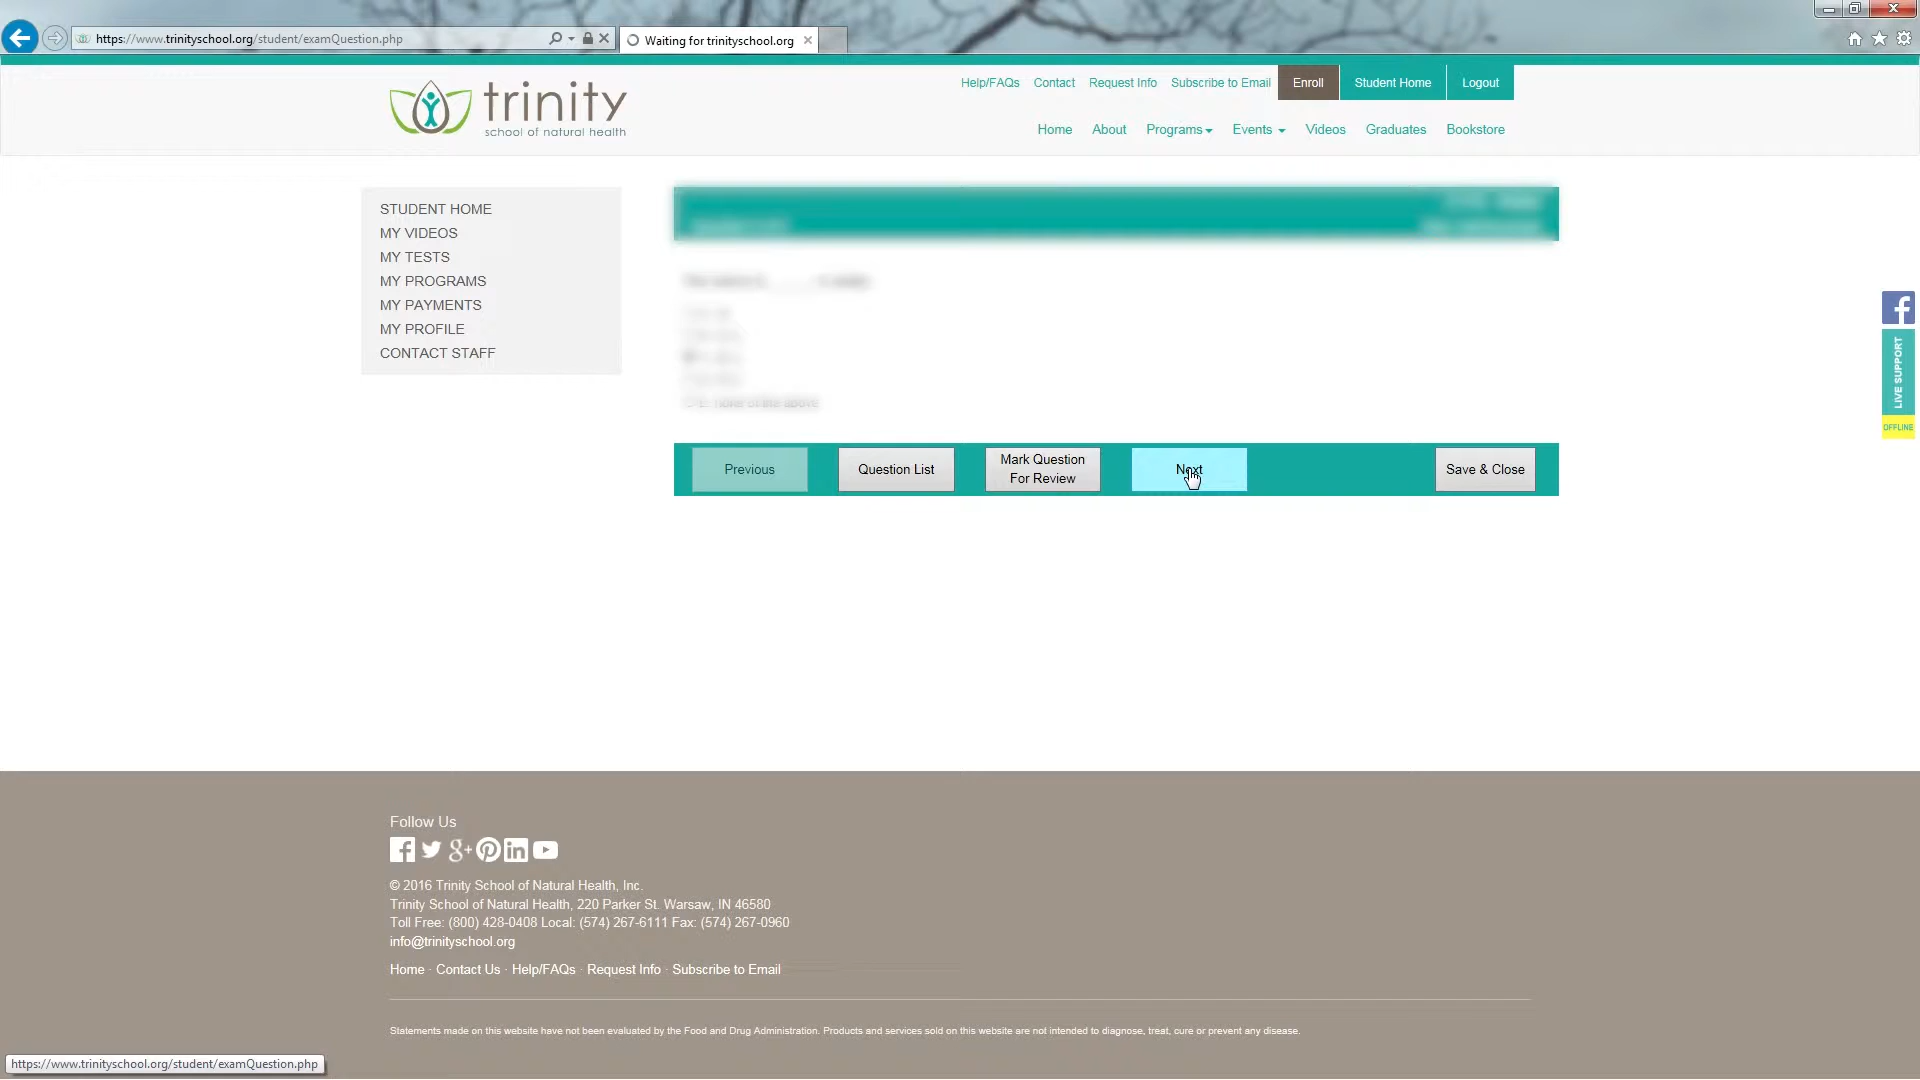 https://www.trinityschool.org/student/examQuestion.php
Waiting for trinityschool.org
Help/FAQs Contact Request Info Subscribe to Email Enroll Student Home Logout
trinity
school of natural health
Home About Programs Events Videos Graduates Bookstore
STUDENT HOME
MY VIDEOS
MY TESTS
MY PROGRAMS
MY PAYMENTS
MY PROFILE
CONTACT STAFF
none of the above
LIVE SUPPORT
OFFLINE
Previous
Question List
Mark Question
For Review
Next
Save & Close
Follow Us
© 2016 Trinity School of Natural Health, Inc.
Trinity School of Natural Health, 220 Parker St. Warsaw, IN 46580
Toll Free: (800) 428-0408 Local: (574) 267-6111 Fax: (574) 267-0960
info@trinityschool.org
Home · Contact Us · Help/FAQs · Request Info · Subscribe to Email
Statements made on this website have not been evaluated by the Food and Drug Administration. Products and services sold on this website are not intended to diagnose, treat, cure or prevent any disease.
https://www.trinityschool.org/student/examQuestion.php